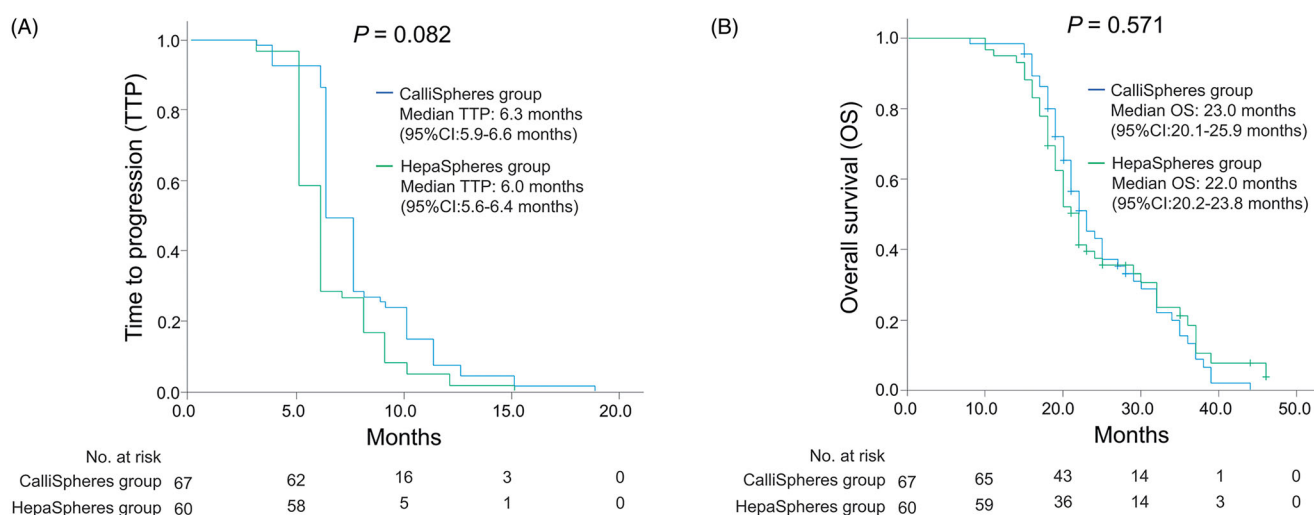 (A)
P = 0.082
Time to progression (TTP)
1.0
0.8
0.6
0.4
0.2
0.0
CalliSpheres group
Median TTP: 6.3 months
(95%CI:5.9-6.6 months)
HepaSpheres group
Median TTP: 6.0 months
(95%CI:5.6-6.4 months)
0.0 5.0 10.0 15.0 20.0
Months
No. at risk
CalliSpheres group 67 62 16 3 0
HepaSpheres group 60 58 5 1 0
(B)
P = 0.571
Overall survival (OS)
1.0
0.8
0.6
0.4
0.2
0.0
CalliSpheres group
Median OS: 23.0 months
(95%CI:20.1-25.9 months)
HepaSpheres group
Median OS: 22.0 months
(95%CI:20.2-23.8 months)
0.0 10.0 20.0 30.0 40.0 50.0
Months
No. at risk
CalliSpheres group 67 65 43 14 1 0
HepaSpheres group 60 59 36 14 3 0